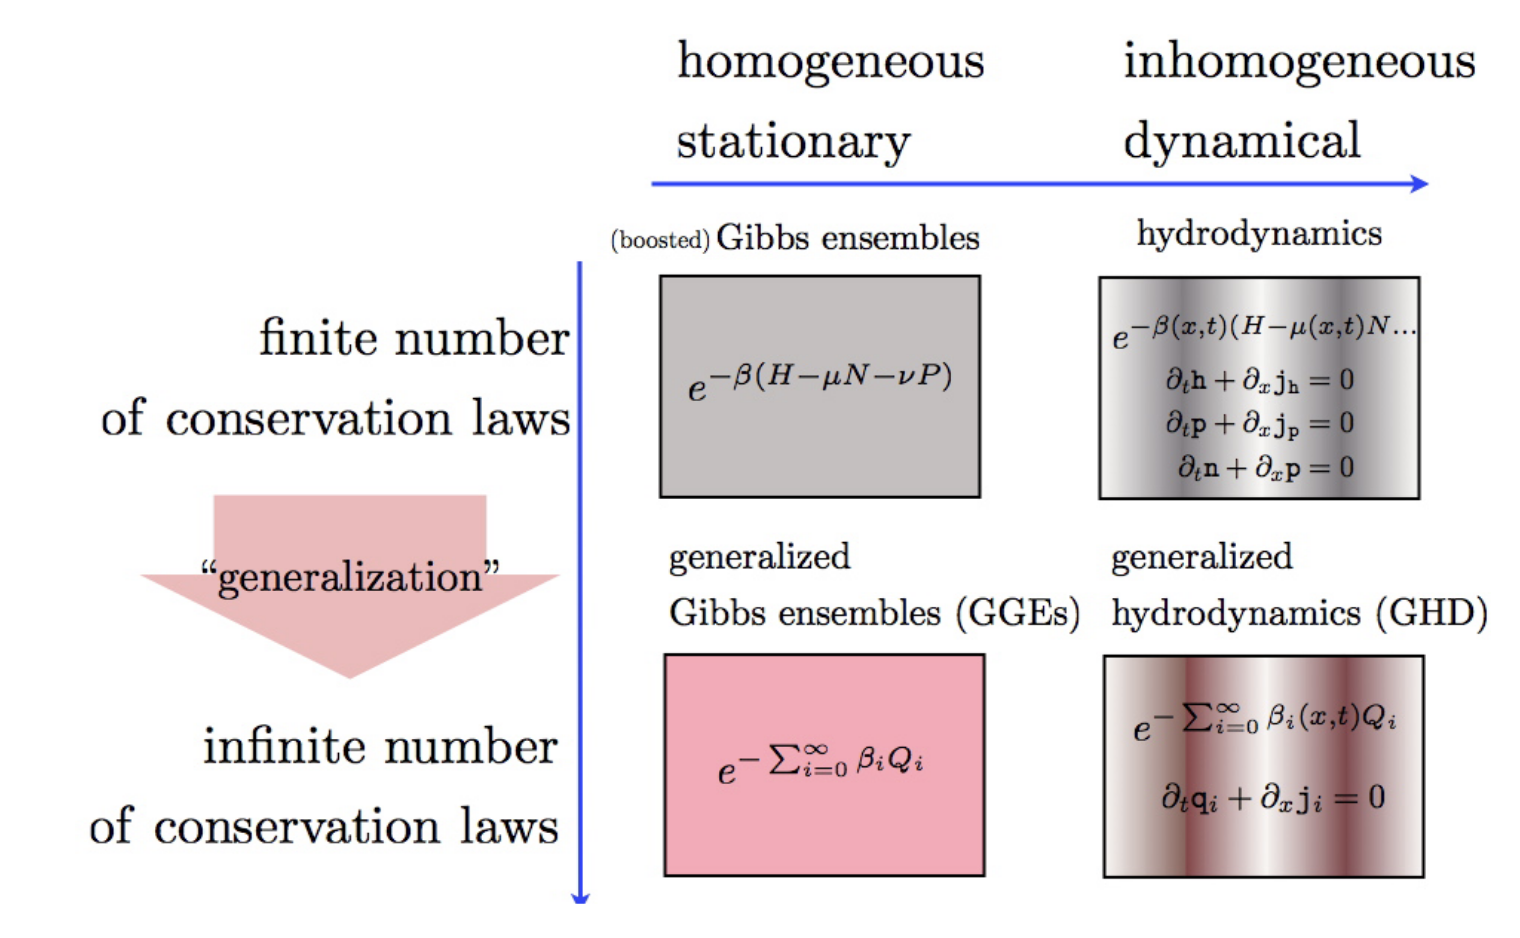 homogeneous
stationary
inhomogeneous
dynamical
(boosted) Gibbs ensembles
hydrodynamics
finite number
of conservation laws
e^{-β(H-μN-νP)}
e^{-β(x,t)(H-μ(x,t)N...}
∂_t h + ∂_x j_h = 0
∂_t p + ∂_x j_p = 0
∂_t n + ∂_x p = 0
“generalization”
generalized
Gibbs ensembles (GGEs)
generalized
hydrodynamics (GHD)
infinite number
of conservation laws
e^{-∑_{i=0}^{∞} β_i Q_i}
e^{-∑_{i=0}^{∞} β_i(x,t)Q_i}
∂_t q_i + ∂_x j_i = 0